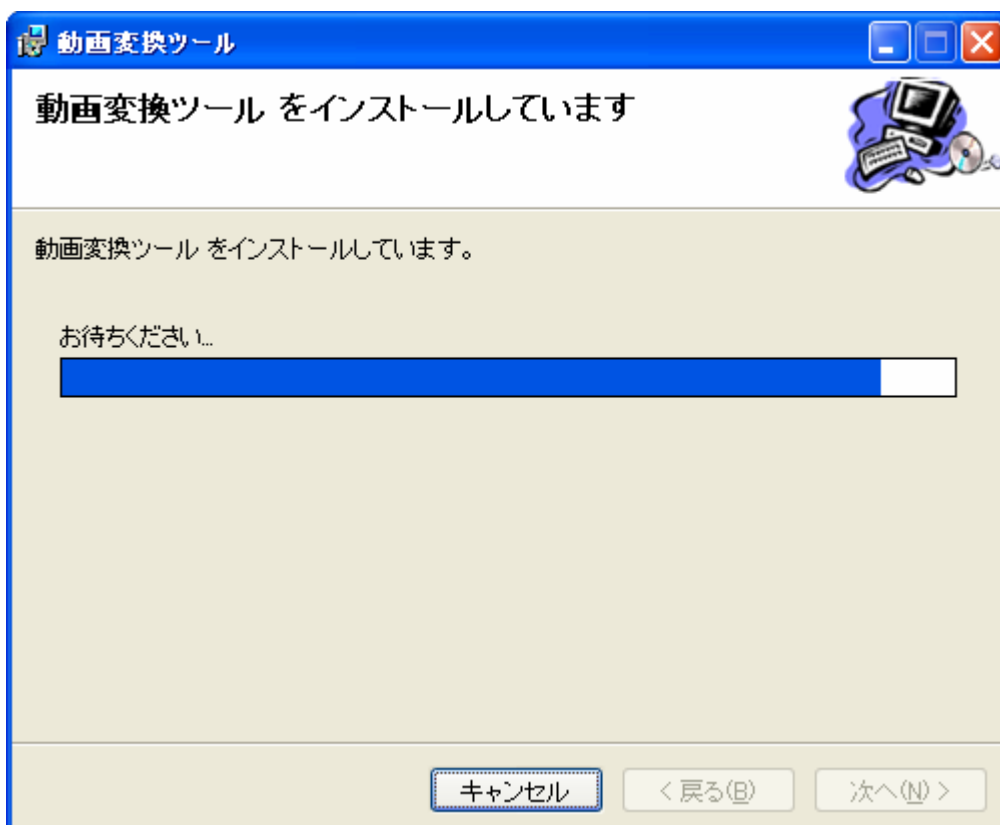 動画変換ツール
動画変換ツール をインストールしています
動画変換ツール をインストールしています。
お待ちください...
キャンセル
< 戻る(B)
次へ(N) >